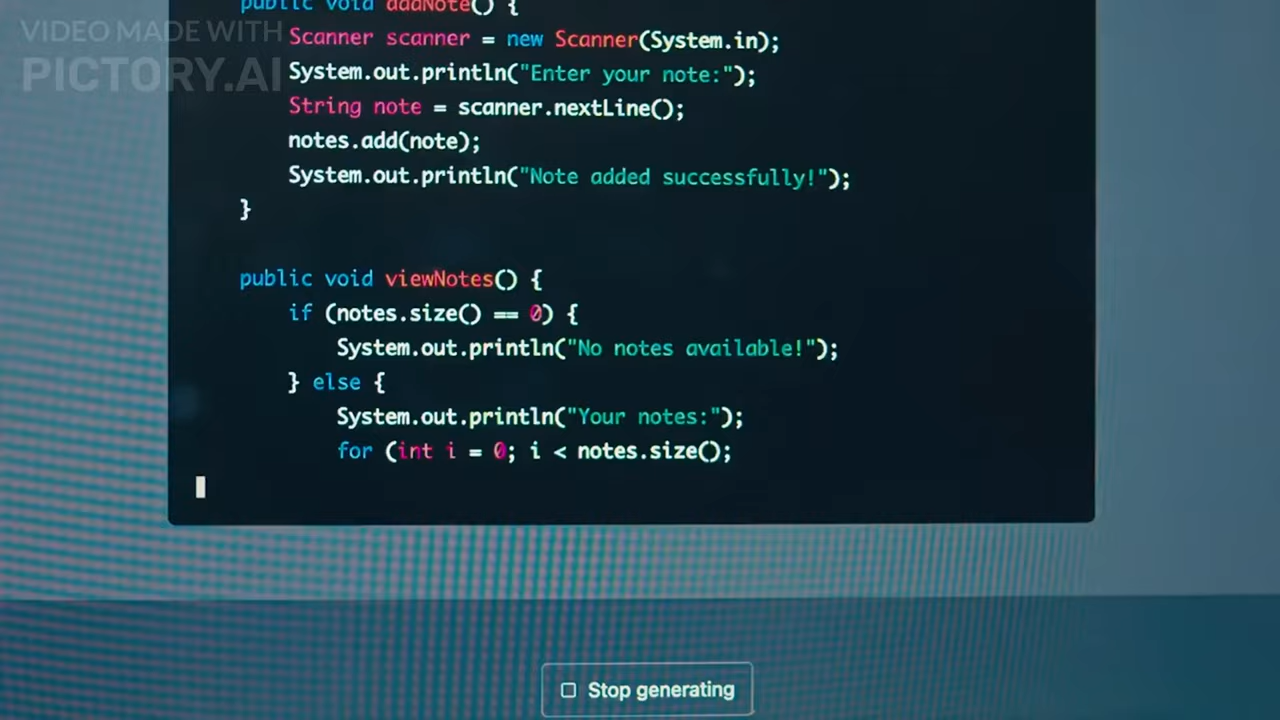 VIDEO MADE WITH
PICTORY.AI
public void addNote() {
Scanner scanner = new Scanner(System.in);
System.out.println("Enter your note:");
String note = scanner.nextLine();
notes.add(note);
System.out.println("Note added successfully!");
}
public void viewNotes() {
if (notes.size() == 0) {
System.out.println("No notes available!");
} else {
System.out.println("Your notes:");
for (int i = 0; i < notes.size();
Stop generating